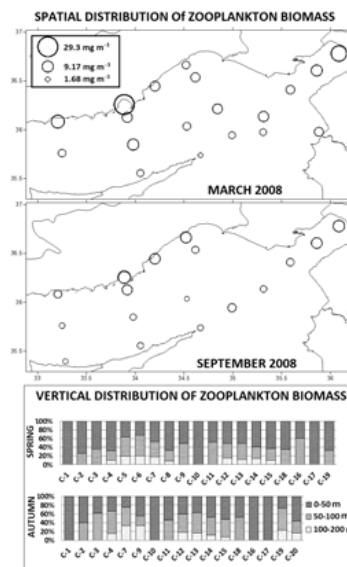 SPATIAL DISTRIBUTION OF ZOOPLANKTON BIOMASS
29.3 mg m⁻³
9.17 mg m⁻³
1.68 mg m⁻³
36.5
36
35.5
MARCH 2008
36.5
36
35.5
SEPTEMBER 2008
33 33.5 34 34.5 35 35.5 36
VERTICAL DISTRIBUTION OF ZOOPLANKTON BIOMASS
SPRING
100%
80%
60%
40%
20%
0%
C-1 C-2 C-3 C-4 C-5 C-6 C-7 C-8 C-9 C-10 C-11 C-12 C-13 C-14 C-15 C-18 C-16 C-17 C-19
AUTUMN
100%
80%
60%
40%
20%
0%
C-1 C-2 C-3 C-4 C-7 C-9 C-10 C-11 C-12 C-13 C-14 C-15 C-18 C-16 C-17 C-19 C-20
0-50 m
50-100 m
100-200 m